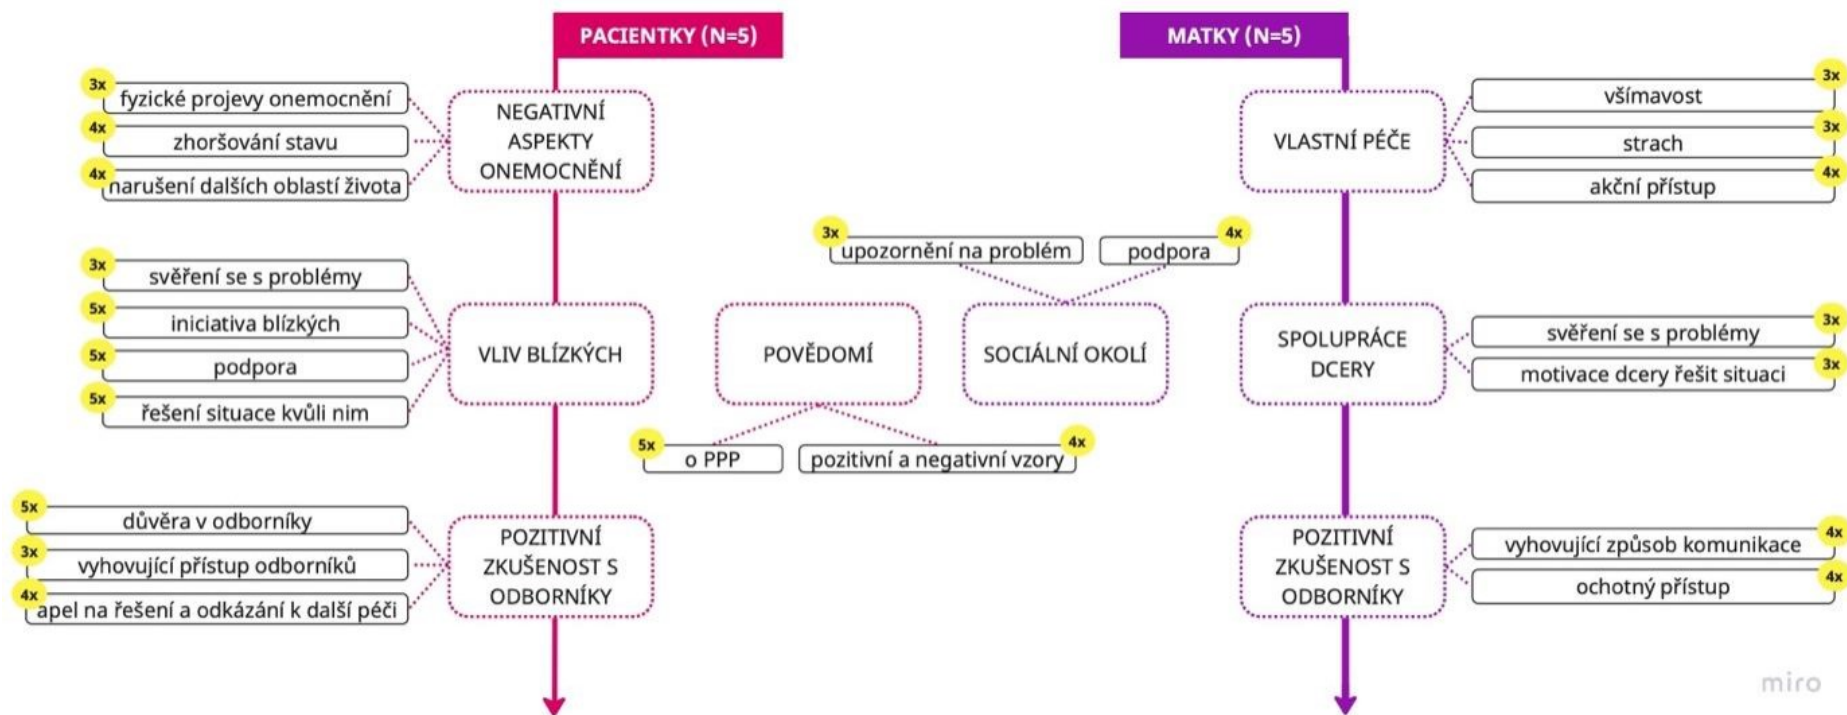 PACIENTKY (N=5)
3x
fyzické projevy onemocnění
4x
zhoršování stavu
4x
narušení dalších oblastí života
NEGATIVNÍ
ASPEKTY
ONEMOCNĚNÍ
3x
svěření se s problémy
5x
iniciativa blízkých
5x
podpora
5x
řešení situace kvůli nim
VLIV BLÍZKÝCH
POVĚDOMÍ
5x
o PPP
4x
pozitivní a negativní vzory
5x
důvěra v odborníky
3x
vyhovující přístup odborníků
4x
apel na řešení a odkázání k další péči
POZITIVNÍ
ZKUŠENOST S
ODBORNÍKY
MATKY (N=5)
VLASTNÍ PÉČE
3x
všímavost
3x
strach
4x
akční přístup
3x
upozornění na problém
4x
podpora
SOCIÁLNÍ OKOLÍ
SPOLUPRÁCE
DCERY
3x
svěření se s problémy
3x
motivace dcery řešit situaci
POZITIVNÍ
ZKUŠENOST S
ODBORNÍKY
4x
vyhovující způsob komunikace
4x
ochotný přístup
miro